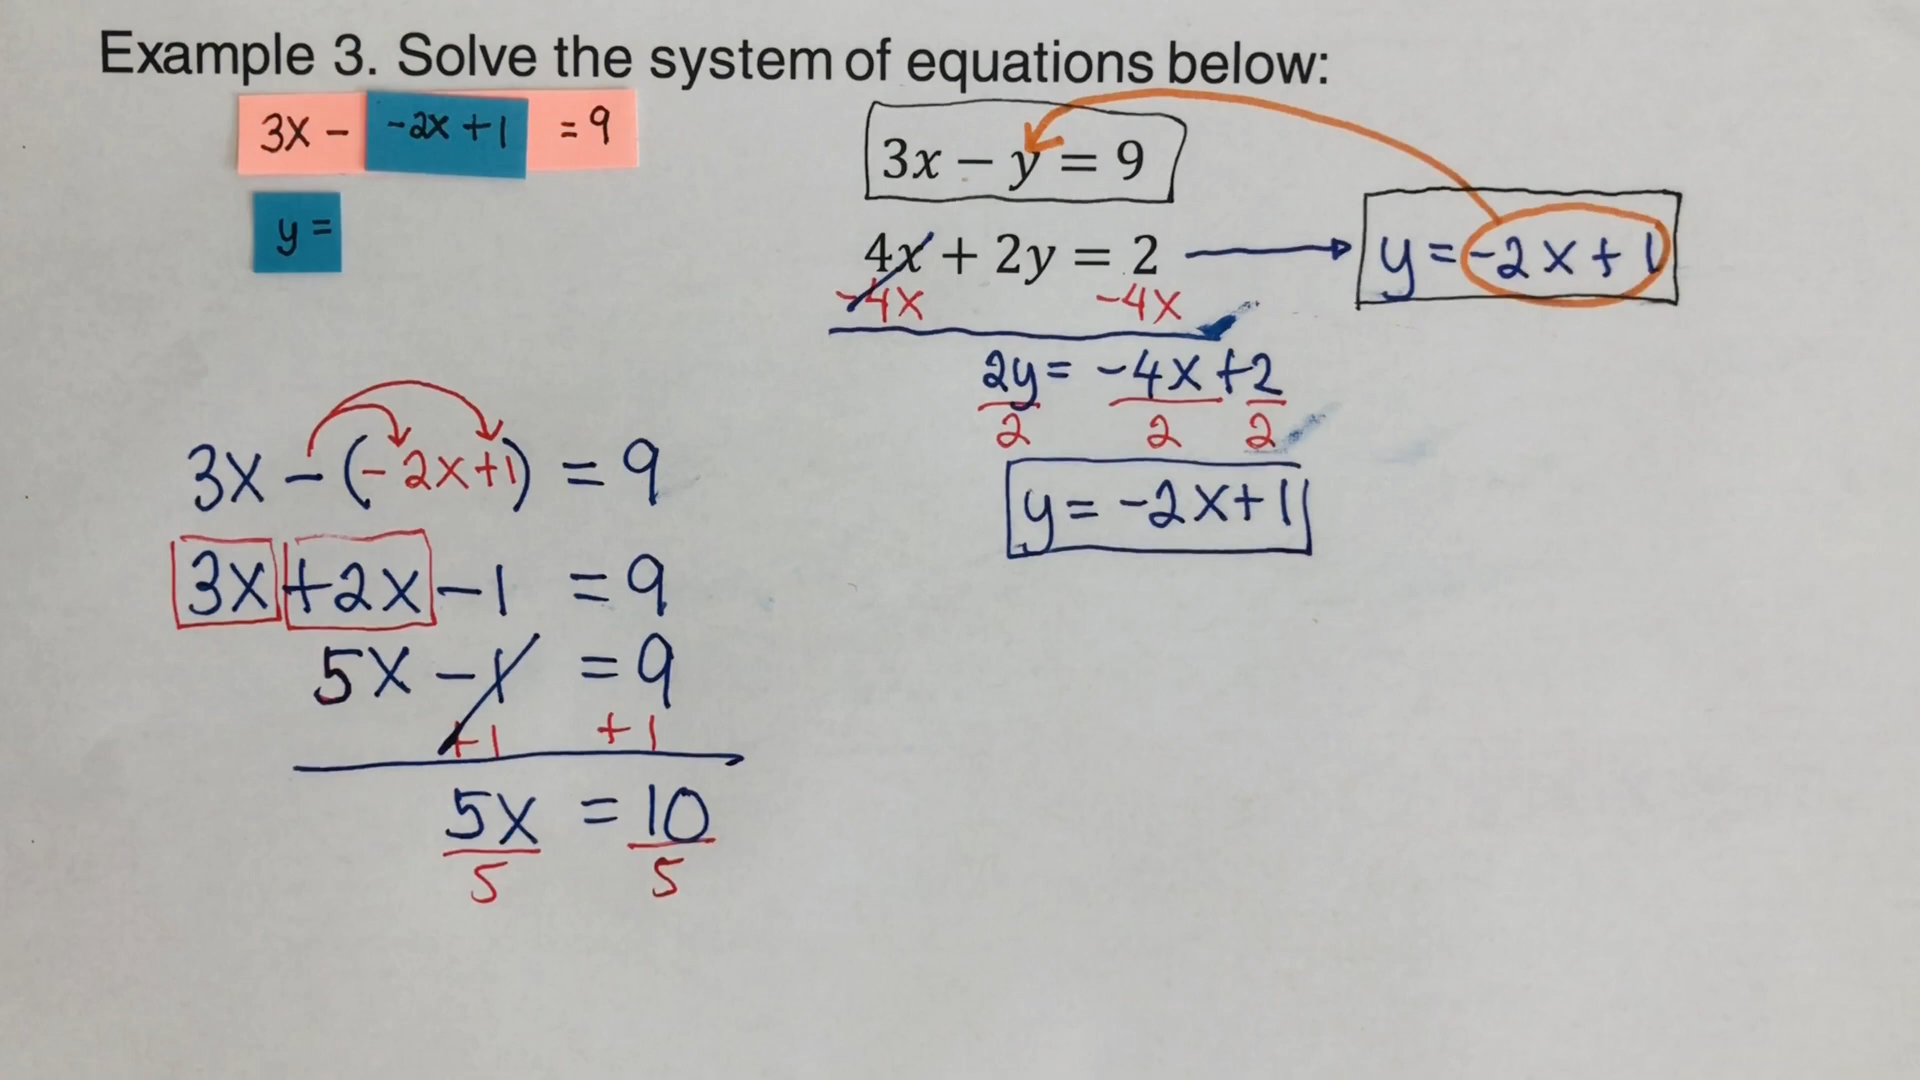 Example 3. Solve the system of equations below:
3x - -2x +1 = 9
y =
3x − y = 9
4x + 2y = 2
y = -2x + 1
-4x -4x
2y = -4x + 2
2 2 2
y = -2x + 1
3x - (-2x+1) = 9
3x +2x - 1 = 9
5x - 1 = 9
+1 +1
5x = 10
5 5